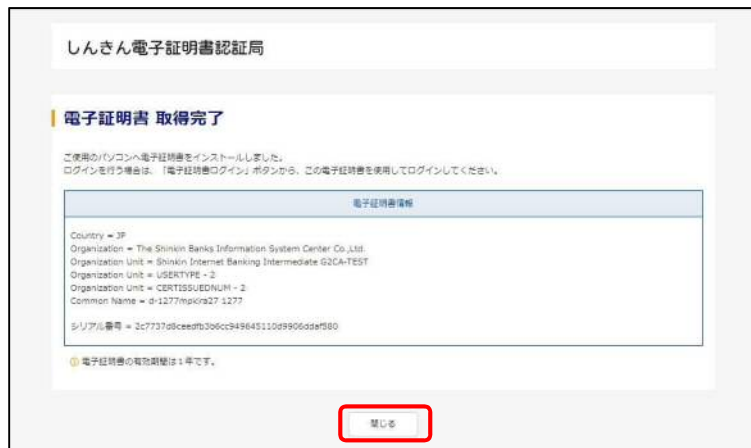 しんきん電子証明書認証局
電子証明書 取得完了
ご使用のパソコンへ電子証明書をインストールしました。
ログインを行う場合は、「電子証明書ログイン」ボタンから、この電子証明書を使用してログインしてください。
電子証明書情報
Country = JP
Organization = The Shinkin Banks Information System Center Co.,Ltd.
Organization Unit = Shinkin Internet Banking Intermediate G2CA-TEST
Organization Unit = USERTYPE - 2
Organization Unit = CERTISSUEDNUM - 2
Common Name =
シリアル番号 =
電子証明書の有効期間は1年です。
閉じる